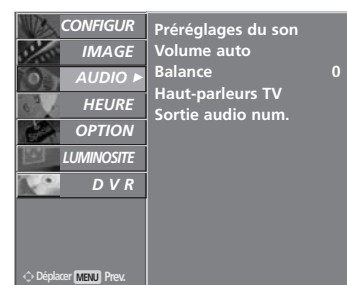 CONFIGUR
IMAGE
AUDIO ►
HEURE
OPTION
LUMINOSITE
D V R
Préréglages du son
Volume auto
Balance 0
Haut-parleurs TV
Sortie audio num.
Déplacer MENU Prev.